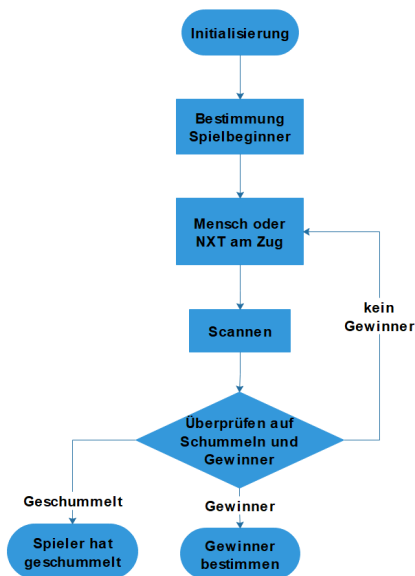 Initialisierung
Bestimmung
Spielbeginner
Mensch oder
NXT am Zug
kein
Gewinner
Scannen
Überprüfen auf
Schummeln und
Gewinner
Geschummelt
Gewinner
Spieler hat
geschummelt
Gewinner
bestimmen